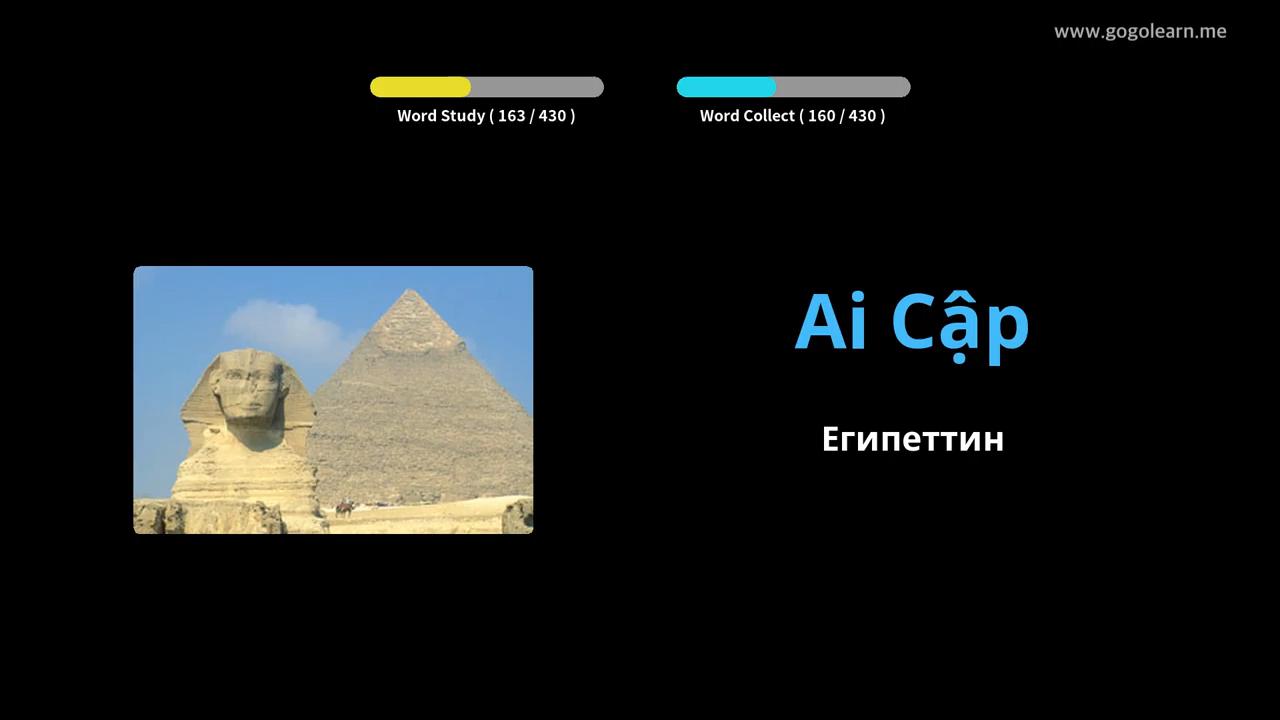 www.gogolearn.me
Word Study ( 163 / 430 )
Word Collect ( 160 / 430 )
Ai Cập
Египеттин